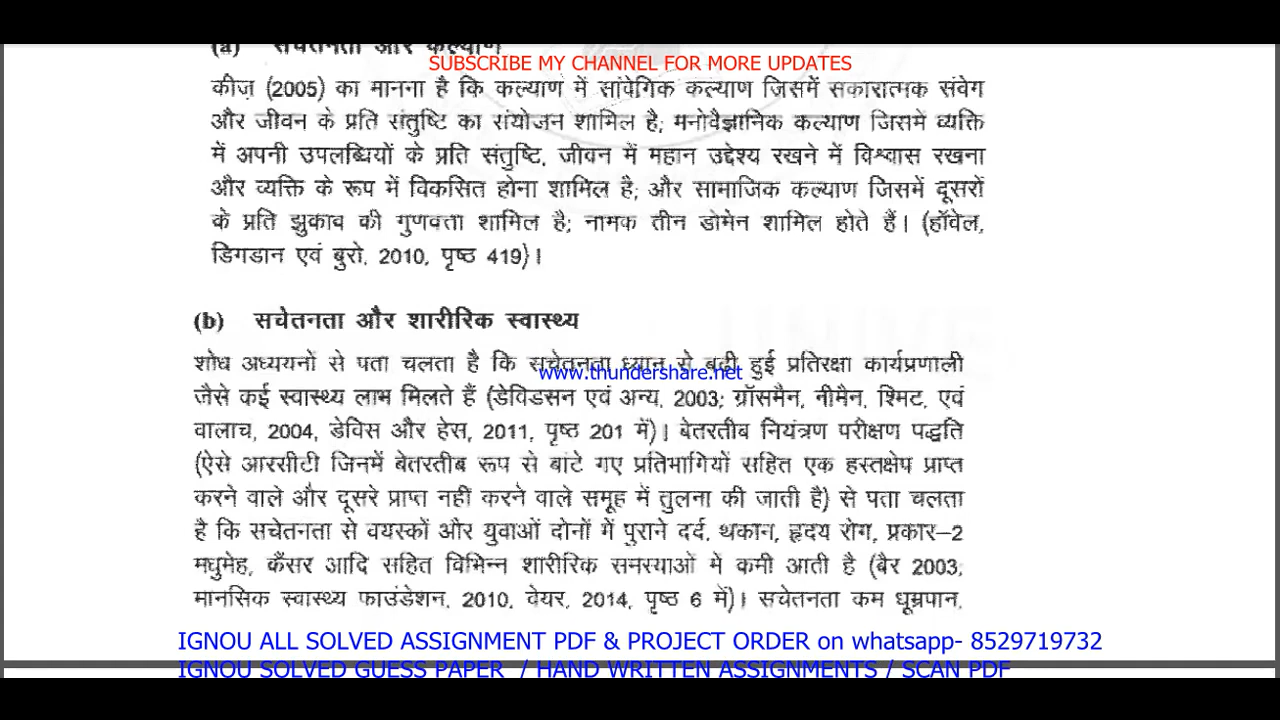 (a) सचेतनता और कल्याण
SUBSCRIBE MY CHANNEL FOR MORE UPDATES
कीज़ (2005) का मानना है कि कल्याण में सांवेगिक कल्याण जिसमें सकारात्मक संवेग
और जीवन के प्रति संतुष्टि का संयोजन शामिल है; मनोवैज्ञानिक कल्याण जिसमें व्यक्ति
में अपनी उपलब्धियों के प्रति संतुष्टि, जीवन में महान उद्देश्य रखने में विश्वास रखना
और व्यक्ति के रूप में विकसित होना शामिल है; और सामाजिक कल्याण जिसमें दूसरों
के प्रति झुकाव की गुणवत्ता शामिल है; नामक तीन डोमेन शामिल होते हैं। (हॉवेल,
डिगडान एवं बुरो, 2010, पृष्ठ 419)।
(b) सचेतनता और शारीरिक स्वास्थ्य
शोध अध्ययनों से पता चलता है कि सचेतनता ध्यान से बढ़ी हुई प्रतिरक्षा कार्यप्रणाली
www.thundershare.net
जैसे कई स्वास्थ्य लाभ मिलते हैं (डेविडसन एवं अन्य, 2003; ग्रॉसमैन, नीमैन, श्मिट, एवं
वालाच, 2004, डेविस और हेस, 2011, पृष्ठ 201 में)। बेतरतीब नियंत्रण परीक्षण पद्धति
(ऐसे आरसीटी जिनमें बेतरतीब रूप से बांटे गए प्रतिभागियों सहित एक हस्तक्षेप प्राप्त
करने वाले और दूसरे प्राप्त नहीं करने वाले समूह में तुलना की जाती है) से पता चलता
है कि सचेतनता से वयस्कों और युवाओं दोनों में पुराने दर्द, थकान, हृदय रोग, प्रकार–2
मधुमेह, कैंसर आदि सहित विभिन्न शारीरिक समस्याओं में कमी आती है (बैर 2003;
मानसिक स्वास्थ्य फाउंडेशन, 2010, वेयर, 2014, पृष्ठ 6 में)। सचेतनता कम धूम्रपान,
IGNOU ALL SOLVED ASSIGNMENT PDF & PROJECT ORDER on whatsapp- 8529719732
IGNOU SOLVED GUESS PAPER / HAND WRITTEN ASSIGNMENTS / SCAN PDF